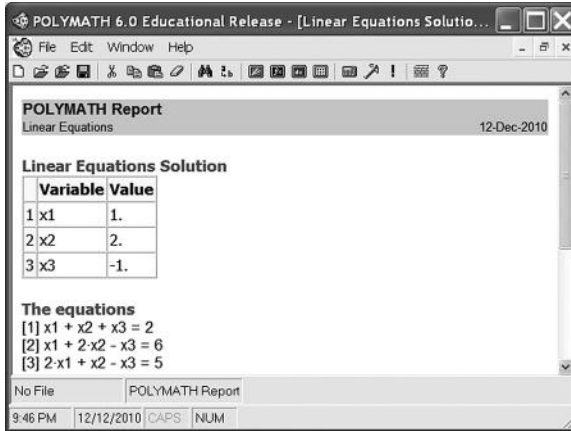 POLYMATH 6.0 Educational Release - [Linear Equations Solutio...
File Edit Window Help
POLYMATH Report
Linear Equations 12-Dec-2010
Linear Equations Solution
Variable Value
1 x1 1.
2 x2 2.
3 x3 -1.
The equations
[1] x1 + x2 + x3 = 2
[2] x1 + 2·x2 - x3 = 6
[3] 2·x1 + x2 - x3 = 5
No File POLYMATH Report
9:46 PM 12/12/2010 CAPS NUM